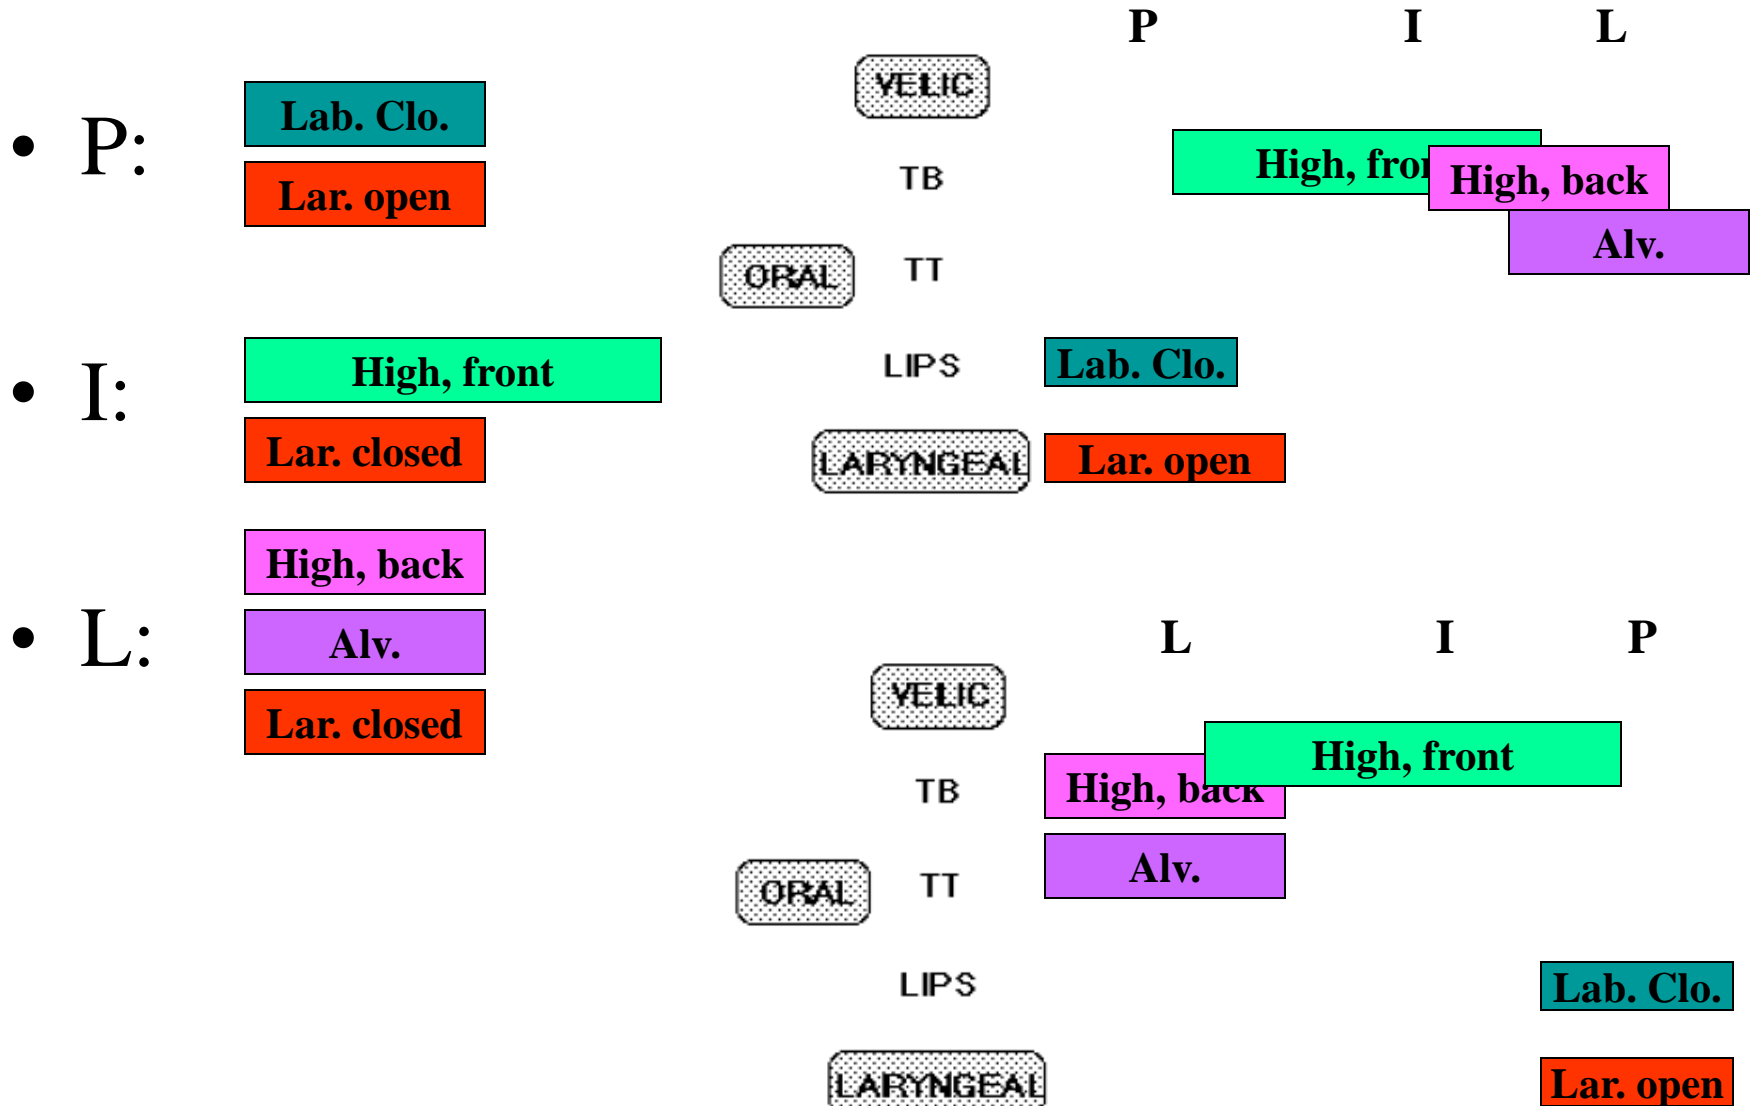 • P:
Lab. Clo.
Lar. open
• I:
High, front
Lar. closed
• L:
High, back
Alv.
Lar. closed
P I L
VELIC
TB
High, fron
High, back
Alv.
ORAL
TT
LIPS
Lab. Clo.
LARYNGEAL
Lar. open
L I P
VELIC
High, front
TB
High, back
ORAL
TT
Alv.
LIPS
Lab. Clo.
LARYNGEAL
Lar. open